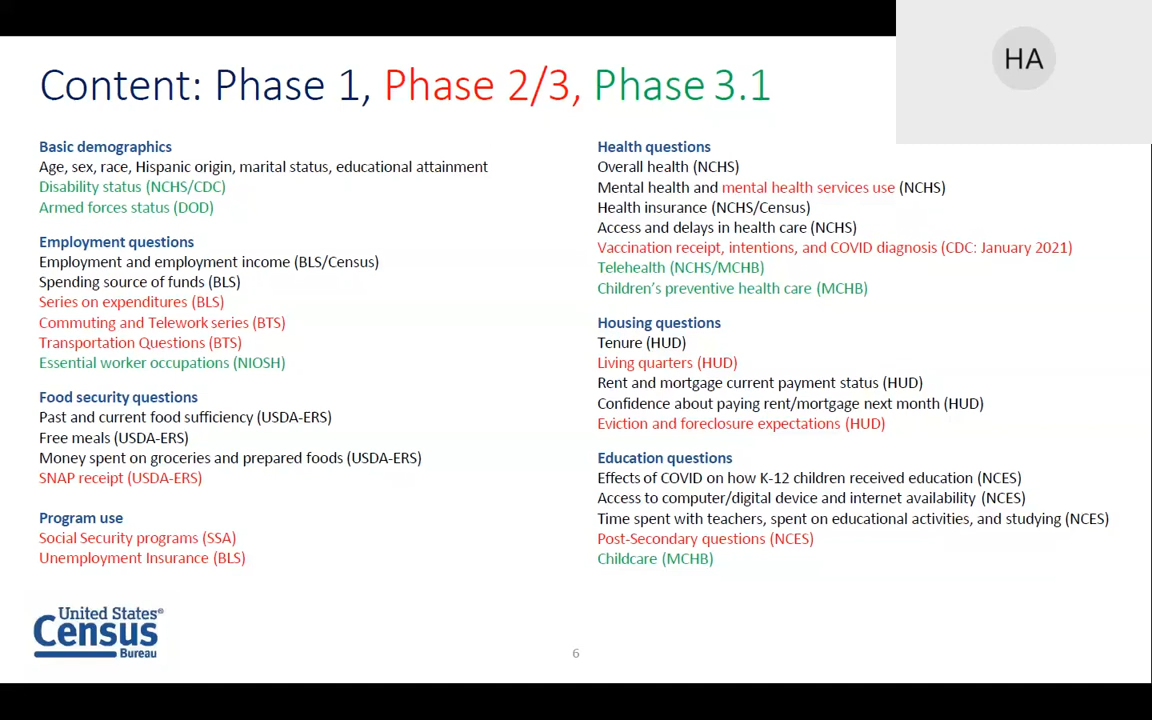 HA
Content: Phase 1, Phase 2/3, Phase 3.1
Basic demographics
Age, sex, race, Hispanic origin, marital status, educational attainment
Disability status (NCHS/CDC)
Armed forces status (DOD)
Employment questions
Employment and employment income (BLS/Census)
Spending source of funds (BLS)
Series on expenditures (BLS)
Commuting and Telework series (BTS)
Transportation Questions (BTS)
Essential worker occupations (NIOSH)
Food security questions
Past and current food sufficiency (USDA-ERS)
Free meals (USDA-ERS)
Money spent on groceries and prepared foods (USDA-ERS)
SNAP receipt (USDA-ERS)
Program use
Social Security programs (SSA)
Unemployment Insurance (BLS)
Health questions
Overall health (NCHS)
Mental health and mental health services use (NCHS)
Health insurance (NCHS/Census)
Access and delays in health care (NCHS)
Vaccination receipt, intentions, and COVID diagnosis (CDC: January 2021)
Telehealth (NCHS/MCHB)
Children's preventive health care (MCHB)
Housing questions
Tenure (HUD)
Living quarters (HUD)
Rent and mortgage current payment status (HUD)
Confidence about paying rent/mortgage next month (HUD)
Eviction and foreclosure expectations (HUD)
Education questions
Effects of COVID on how K-12 children received education (NCES)
Access to computer/digital device and internet availability (NCES)
Time spent with teachers, spent on educational activities, and studying (NCES)
Post-Secondary questions (NCES)
Childcare (MCHB)
United States®
Census
Bureau
6